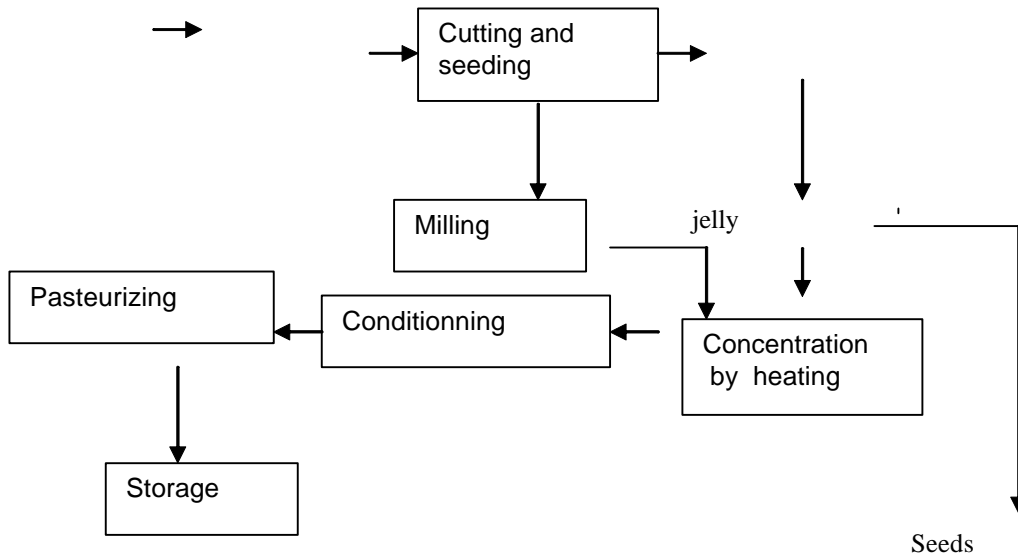 Cutting and
seeding
Milling
jelly
Pasteurizing
Conditionning
Concentration
by heating
Storage
Seeds